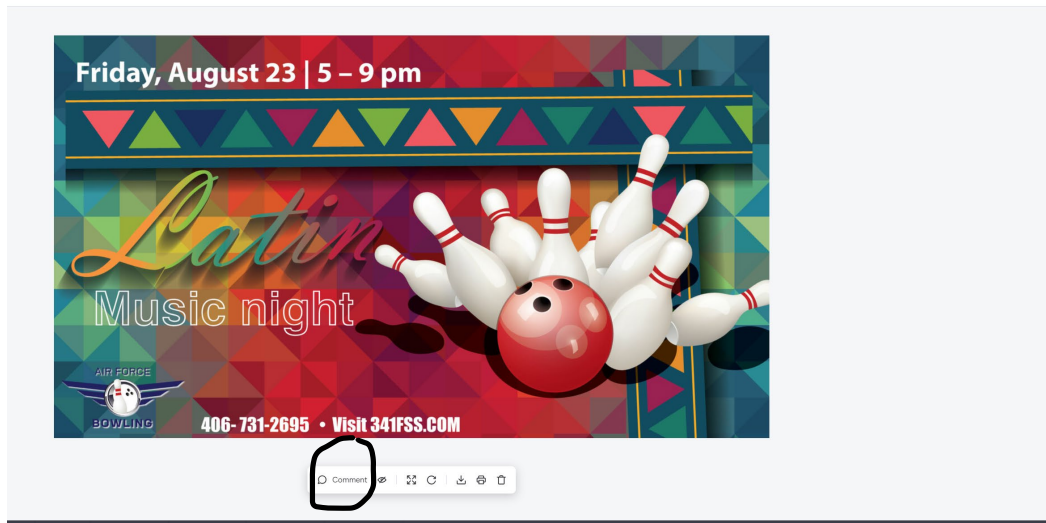 Friday, August 23 | 5 – 9 pm
Latin
Music night
AIR FORCE
BOWLING
406- 731-2695 • Visit 341FSS.COM
Comment